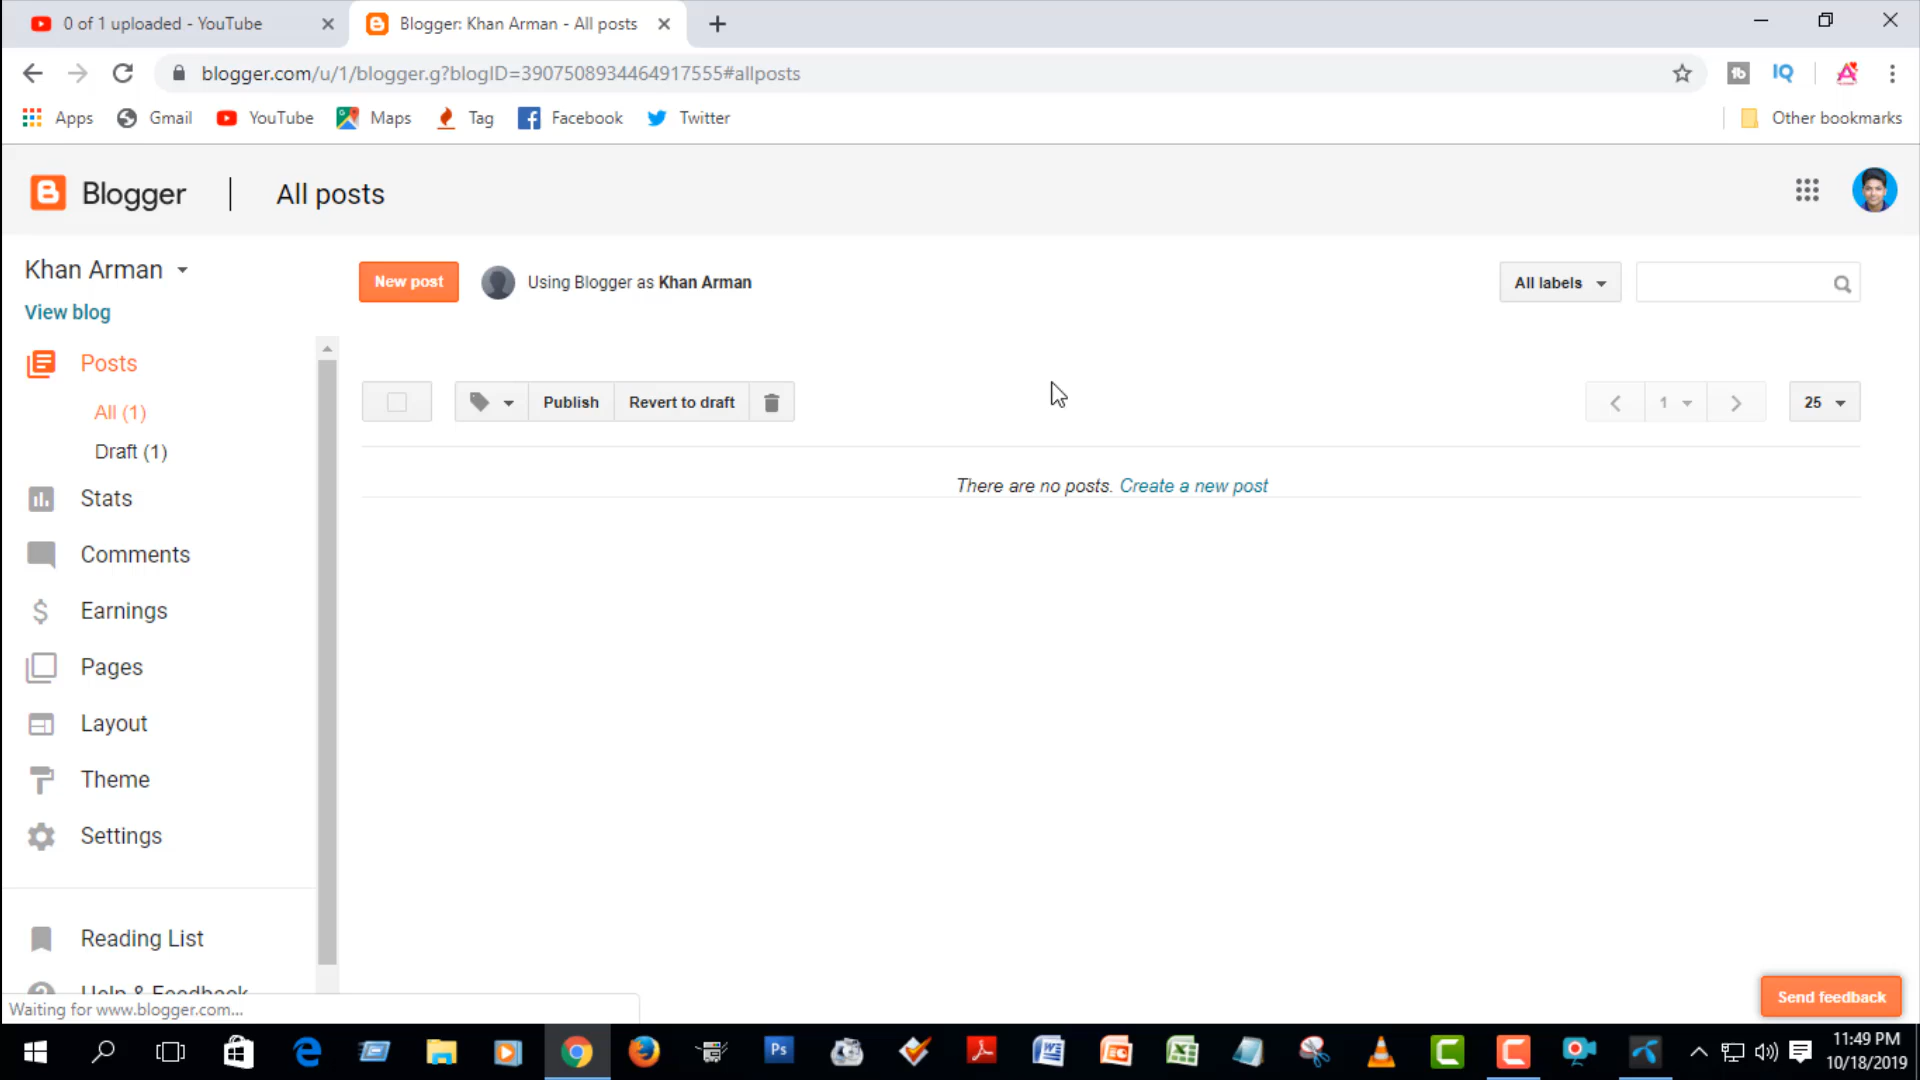 0 of 1 uploaded - YouTube
Blogger: Khan Arman - All posts
blogger.com/u/1/blogger.g?blogID=3907508934464917555#allposts
Apps
Gmail
YouTube
Maps
Tag
Facebook
Twitter
Other bookmarks
Blogger
All posts
Khan Arman
View blog
New post
Using Blogger as Khan Arman
All labels
Posts
All (1)
Draft (1)
Stats
Comments
Earnings
Pages
Layout
Theme
Settings
Reading List
Help & Feedback
Publish
Revert to draft
1
25
There are no posts. Create a new post
Send feedback
Waiting for www.blogger.com...
11:49 PM
10/18/2019